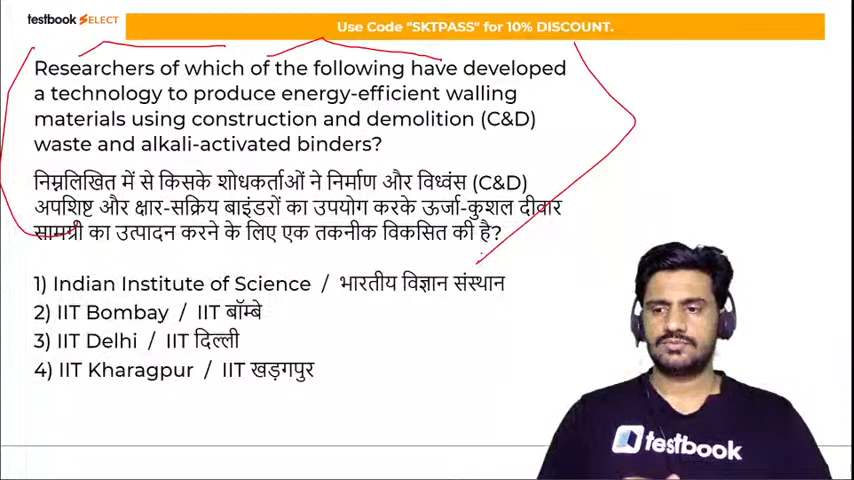 testbook SELECT
Use Code "SKTPASS" for 10% DISCOUNT.
Researchers of which of the following have developed
a technology to produce energy-efficient walling
materials using construction and demolition (C&D)
waste and alkali-activated binders?
निम्नलिखित में से किसके शोधकर्ताओं ने निर्माण और विध्वंस (C&D)
अपशिष्ट और क्षार-सक्रिय बाइंडरों का उपयोग करके ऊर्जा-कुशल दीवार
सामग्री का उत्पादन करने के लिए एक तकनीक विकसित की है?
1) Indian Institute of Science / भारतीय विज्ञान संस्थान
2) IIT Bombay / IIT बॉम्बे
3) IIT Delhi / IIT दिल्ली
4) IIT Kharagpur / IIT खड़गपुर
testbook